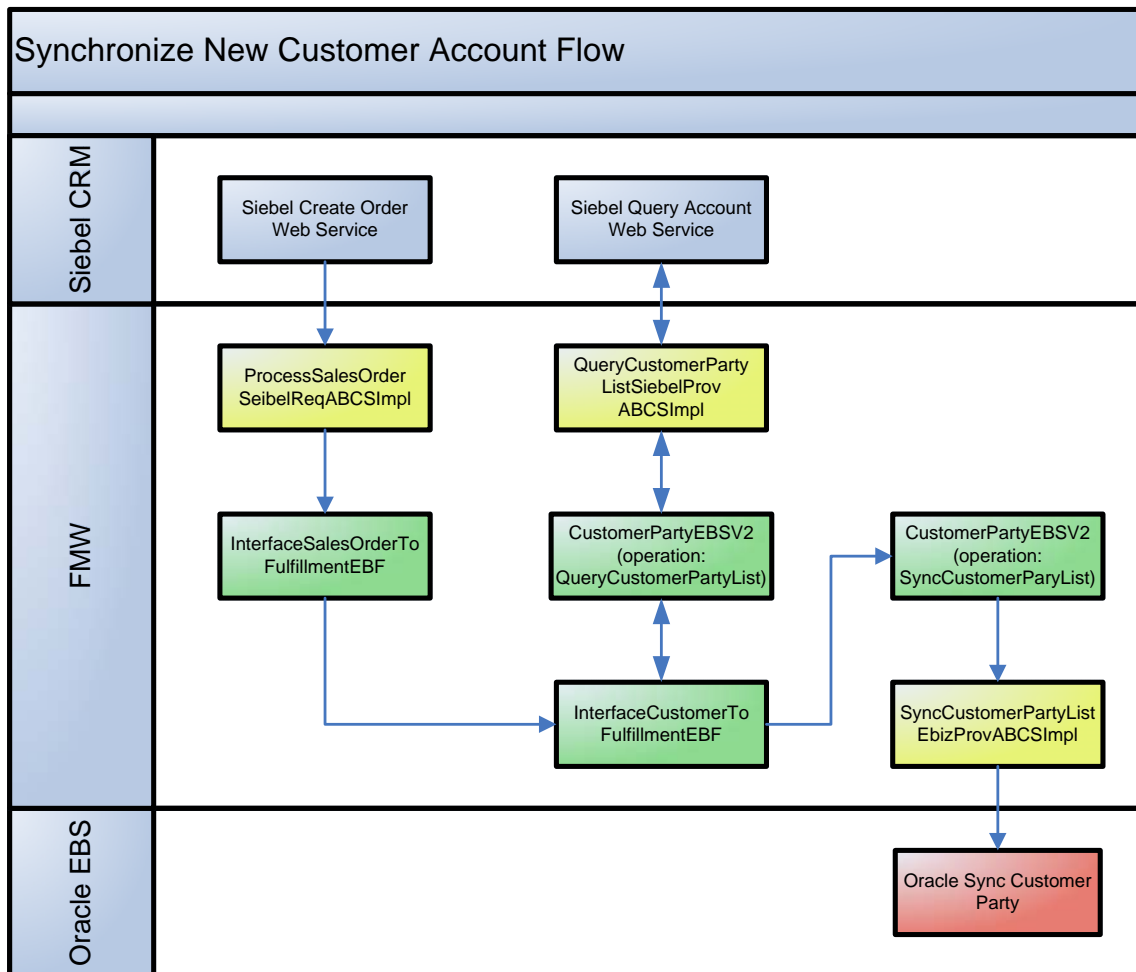 Synchronize New Customer Account Flow
Siebel CRM
Siebel Create Order
Web Service
Siebel Query Account
Web Service
FMW
ProcessSalesOrder
SeibelReqABCSImpl
QueryCustomerParty
ListSiebelProv
ABCSImpl
InterfaceSalesOrderTo
FulfillmentEBF
CustomerPartyEBSV2
(operation:
QueryCustomerPartyList)
CustomerPartyEBSV2
(operation:
SyncCustomerParyList)
InterfaceCustomerTo
FulfillmentEBF
SyncCustomerPartyList
EbizProvABCSImpl
Oracle EBS
Oracle Sync Customer
Party